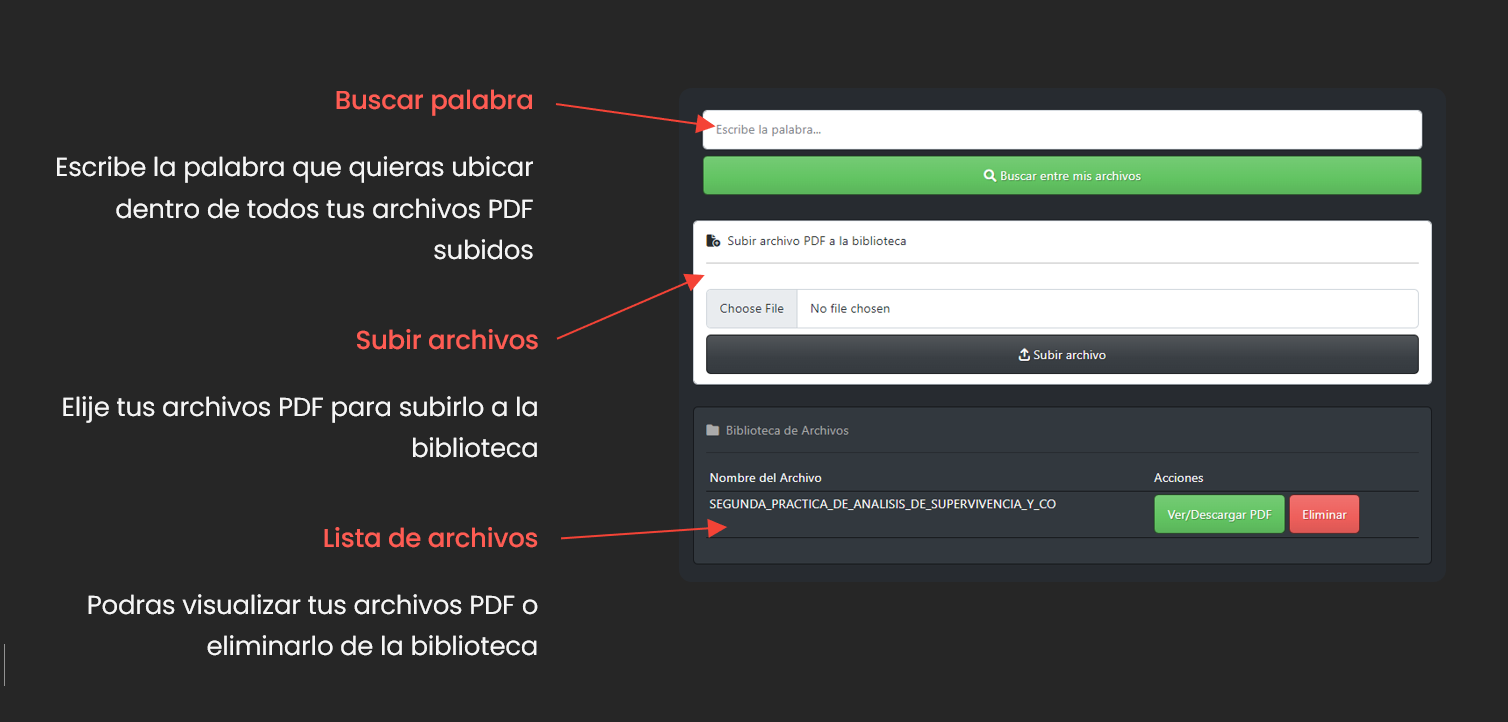 Buscar palabra
Escribe la palabra que quieras ubicar
dentro de todos tus archivos PDF
subidos
Subir archivos
Elije tus archivos PDF para subirlo a la
biblioteca
Lista de archivos
Podras visualizar tus archivos PDF o
eliminarlo de la biblioteca
Escribe la palabra...
Buscar entre mis archivos
Subir archivo PDF a la biblioteca
Choose File No file chosen
Subir archivo
Biblioteca de Archivos
Nombre del Archivo Acciones
SEGUNDA_PRACTICA_DE_ANALISIS_DE_SUPERVIVENCIA_Y_CO
Ver/Descargar PDF Eliminar